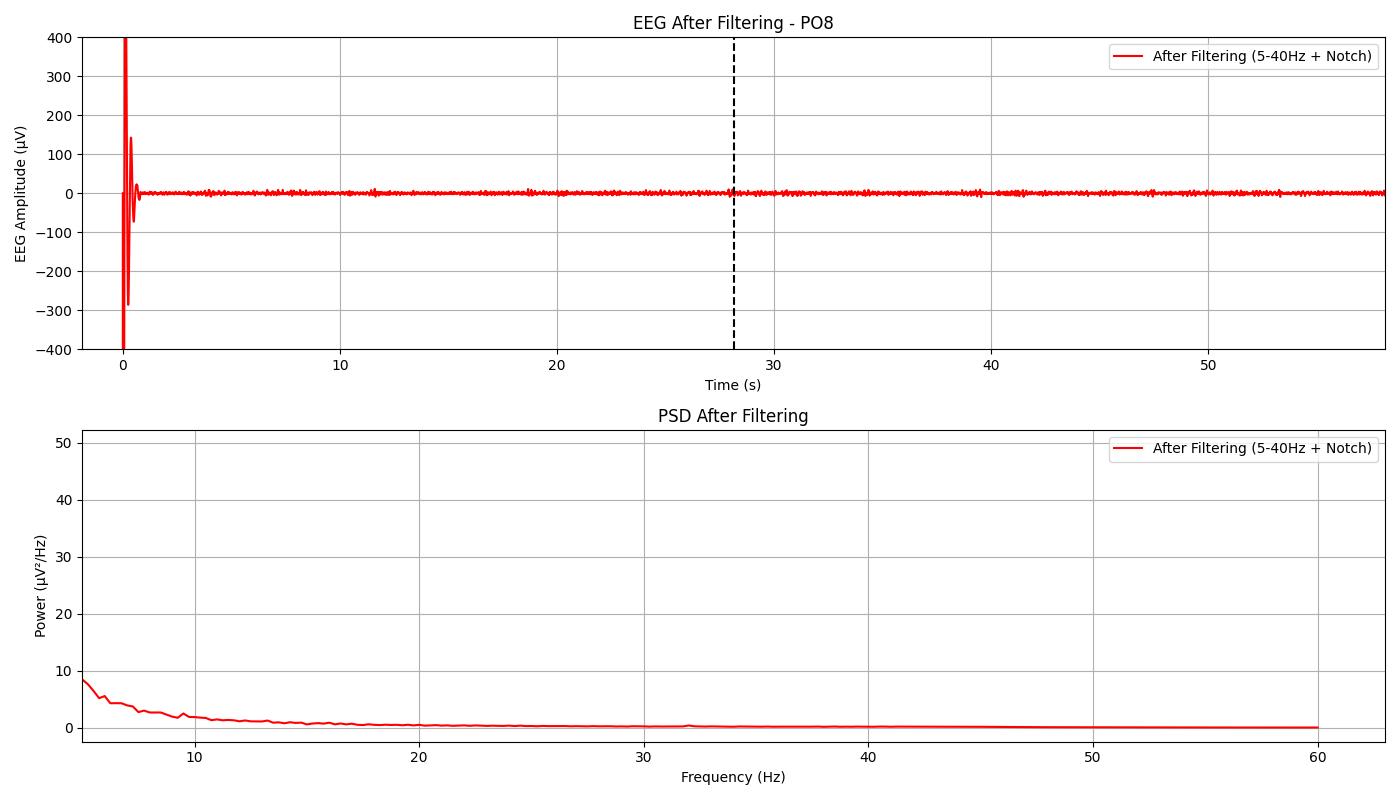 EEG After Filtering - PO8
After Filtering (5-40Hz + Notch)
EEG Amplitude (µV)
400
300
200
100
0
−100
−200
−300
−400
0 10 20 30 40 50
Time (s)
PSD After Filtering
After Filtering (5-40Hz + Notch)
Power (µV²/Hz)
50
40
30
20
10
0
10 20 30 40 50 60
Frequency (Hz)